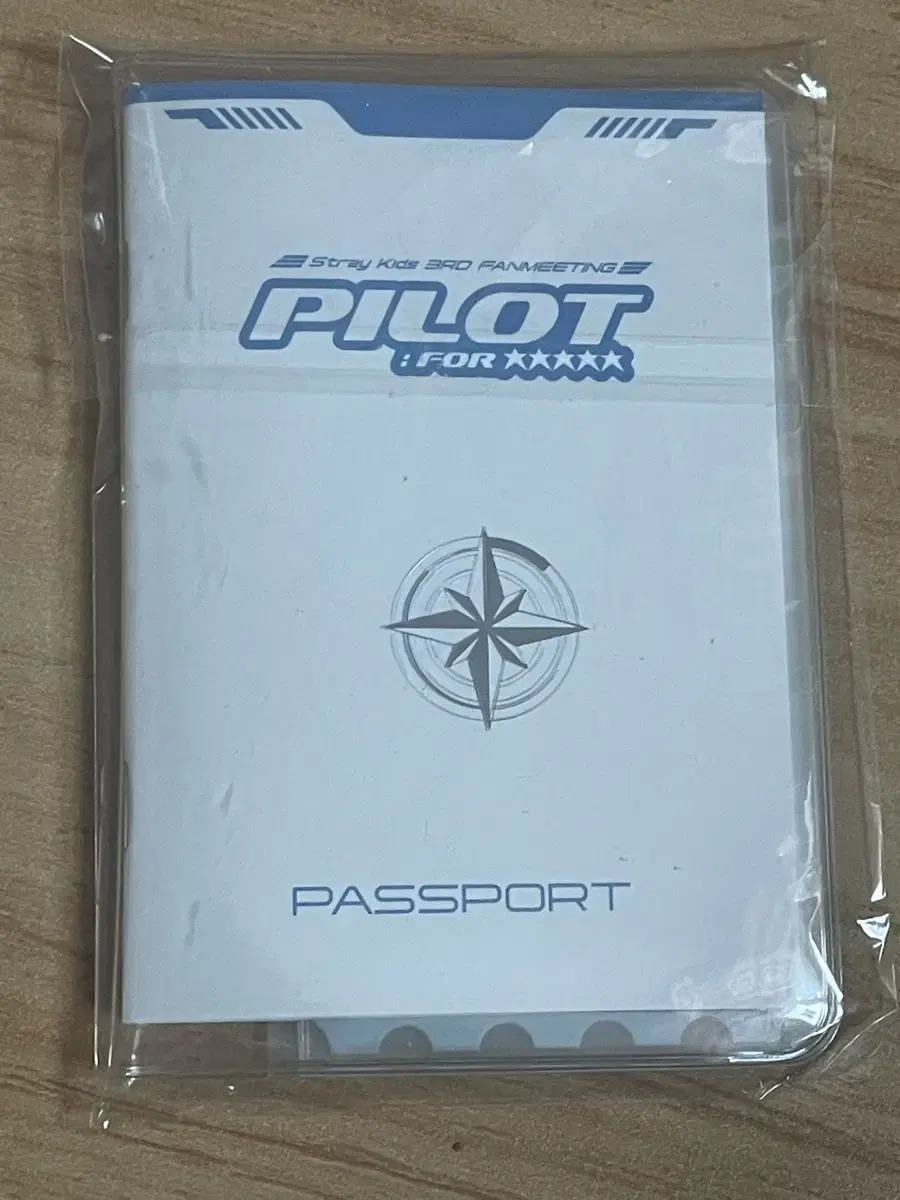 Stray Kids 3RD FANMEETING
PILOT
: FOR ★★★★★
PASSPORT